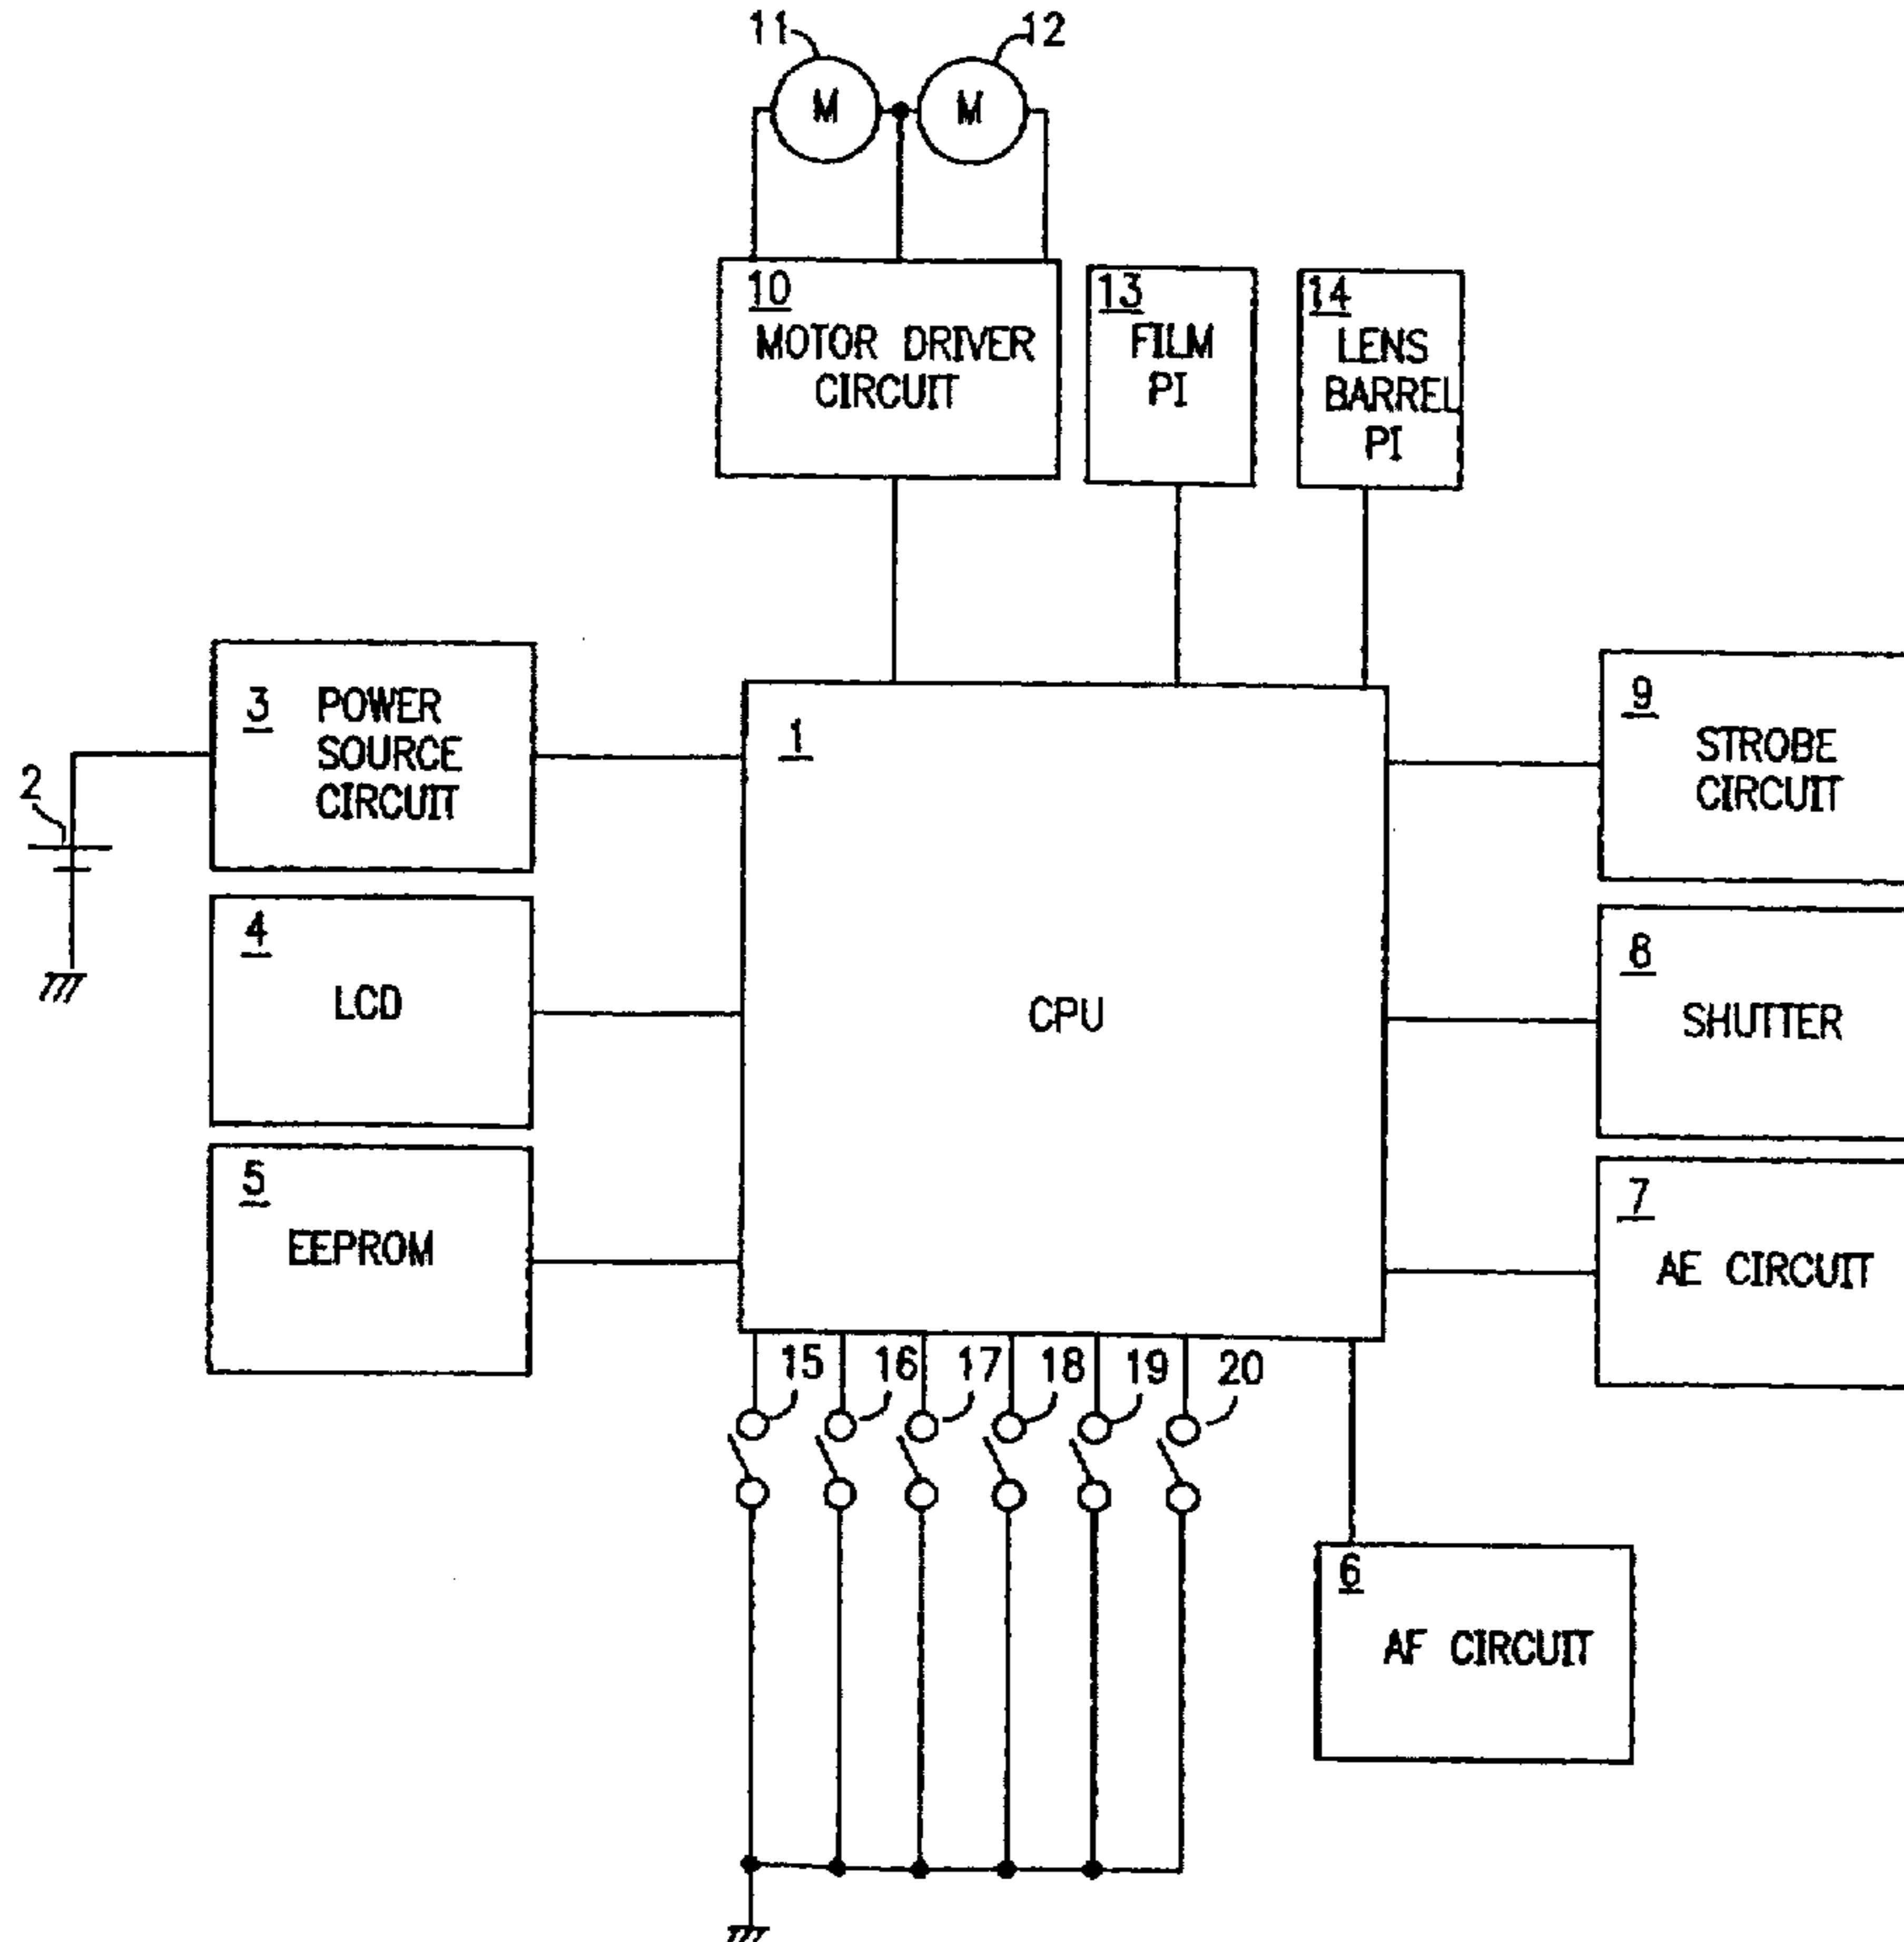 11
12
M
M
10
MOTOR DRIVER
CIRCUIT
13
FILM
PI
14
LENS
BARREL
PI
3
POWER
SOURCE
CIRCUIT
2
4
LCD
5
EEPROM
1
CPU
9
STROBE
CIRCUIT
8
SHUTTER
7
AE CIRCUIT
15
16
17
18
19
20
6
AF CIRCUIT